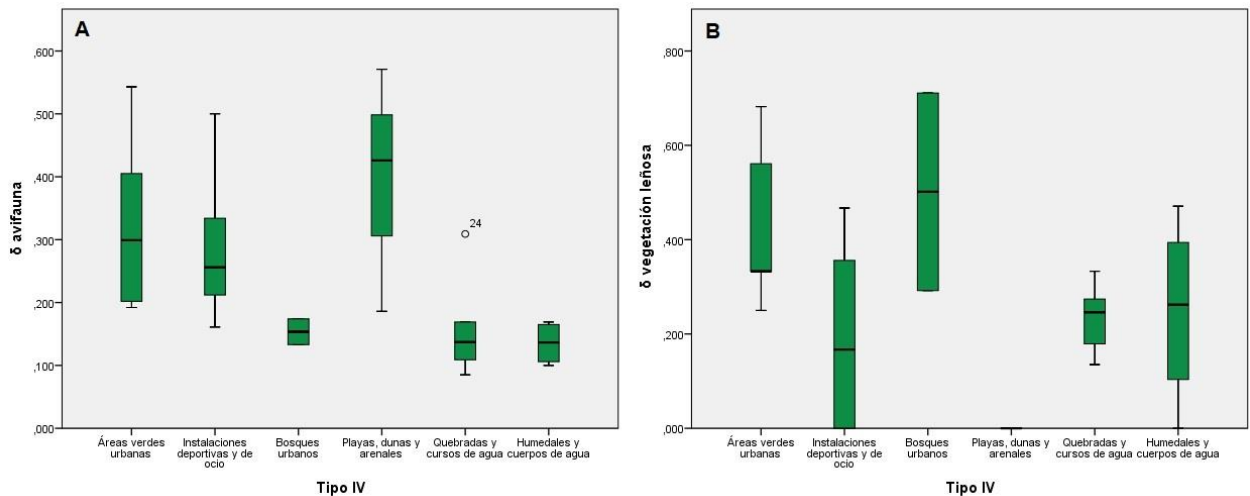 A
δ avifauna
,600
,500
,400
,300
,200
,100
,000
24
Áreas verdes
urbanas
Instalaciones
deportivas y de
ocio
Bosques
urbanos
Playas, dunas y
arenales
Quebradas y
cursos de agua
Humedales y
cuerpos de agua
Tipo IV
B
δ vegetación leñosa
,800
,600
,400
,200
,000
Áreas verdes
urbanas
Instalaciones
deportivas y de
ocio
Bosques
urbanos
Playas, dunas y
arenales
Quebradas y
cursos de agua
Humedales y
cuerpos de agua
Tipo IV